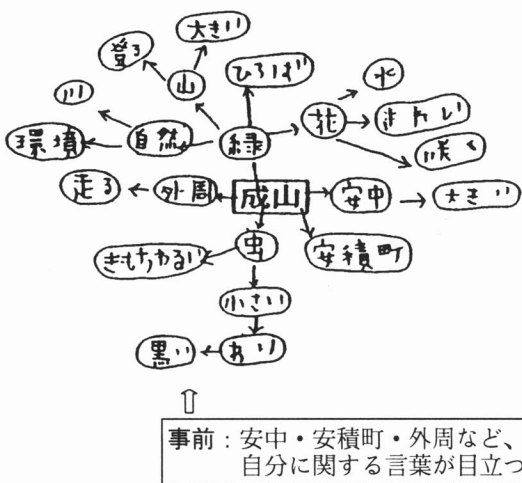 大きい
登る
山
ひろば
水
川
花
きれい
環境
自然
緑
咲く
走る
外周
成山
安中
大きい
虫
きもちわるい
安積町
小さい
黒い
あり
事前：安中・安積町・外周など、
自分に関する言葉が目立つ